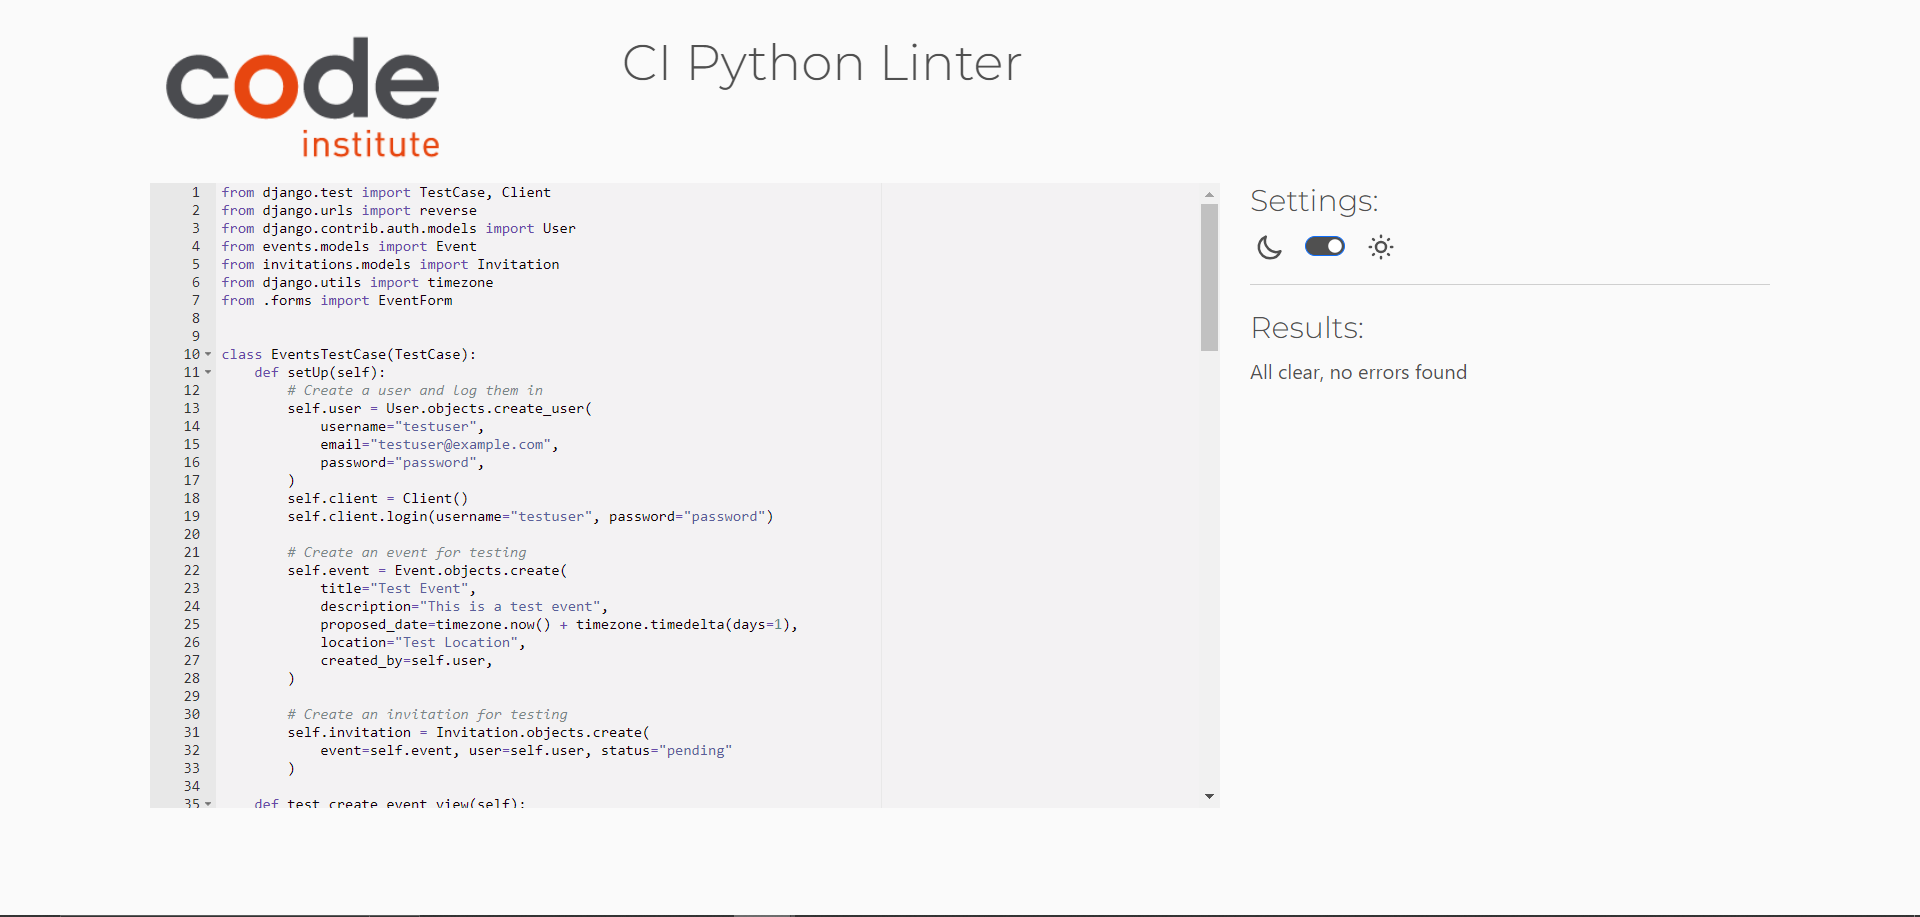 code
institute
CI Python Linter
1 from django.test import TestCase, Client
2 from django.urls import reverse
3 from django.contrib.auth.models import User
4 from events.models import Event
5 from invitations.models import Invitation
6 from django.utils import timezone
7 from .forms import EventForm
8
9
10 class EventsTestCase(TestCase):
11     def setUp(self):
12         # Create a user and log them in
13         self.user = User.objects.create_user(
14             username="testuser",
15             email="testuser@example.com",
16             password="password",
17         )
18         self.client = Client()
19         self.client.login(username="testuser", password="password")
20
21         # Create an event for testing
22         self.event = Event.objects.create(
23             title="Test Event",
24             description="This is a test event",
25             proposed_date=timezone.now() + timezone.timedelta(days=1),
26             location="Test Location",
27             created_by=self.user,
28         )
29
30         # Create an invitation for testing
31         self.invitation = Invitation.objects.create(
32             event=self.event, user=self.user, status="pending"
33         )
34
35     def test_create_event_view(self):
Settings:
Results:
All clear, no errors found